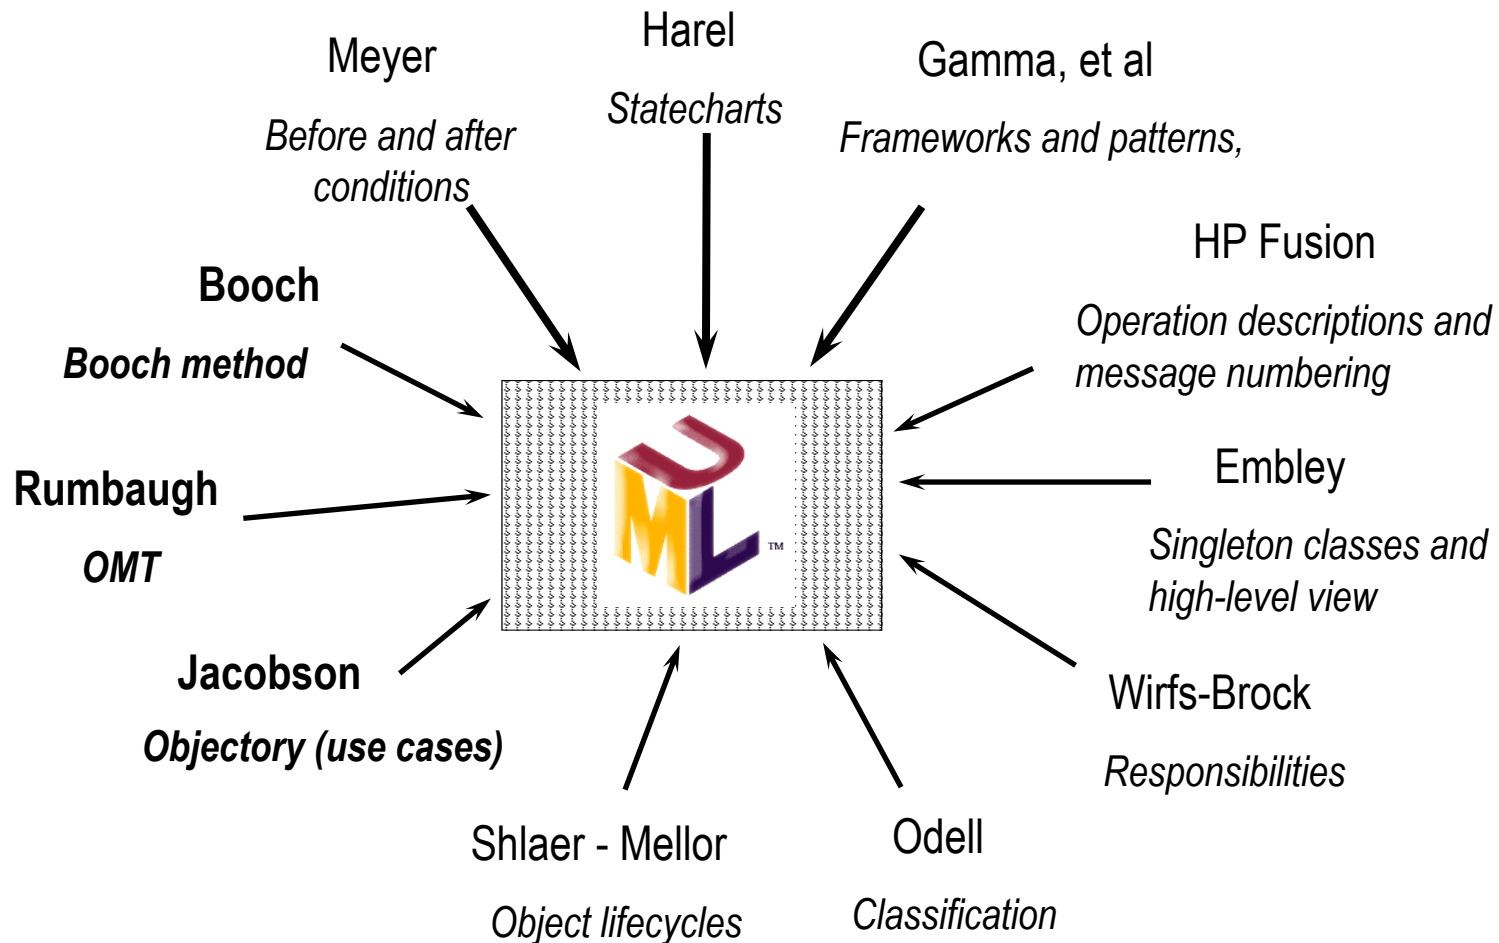 Harel
Statecharts
Meyer
Before and after
conditions
Gamma, et al
Frameworks and patterns,
HP Fusion
Operation descriptions and
message numbering
Booch
Booch method
Embley
Singleton classes and
high-level view
Rumbaugh
OMT
UML
TM
Jacobson
Objectory (use cases)
Wirfs-Brock
Responsibilities
Shlaer - Mellor
Object lifecycles
Odell
Classification